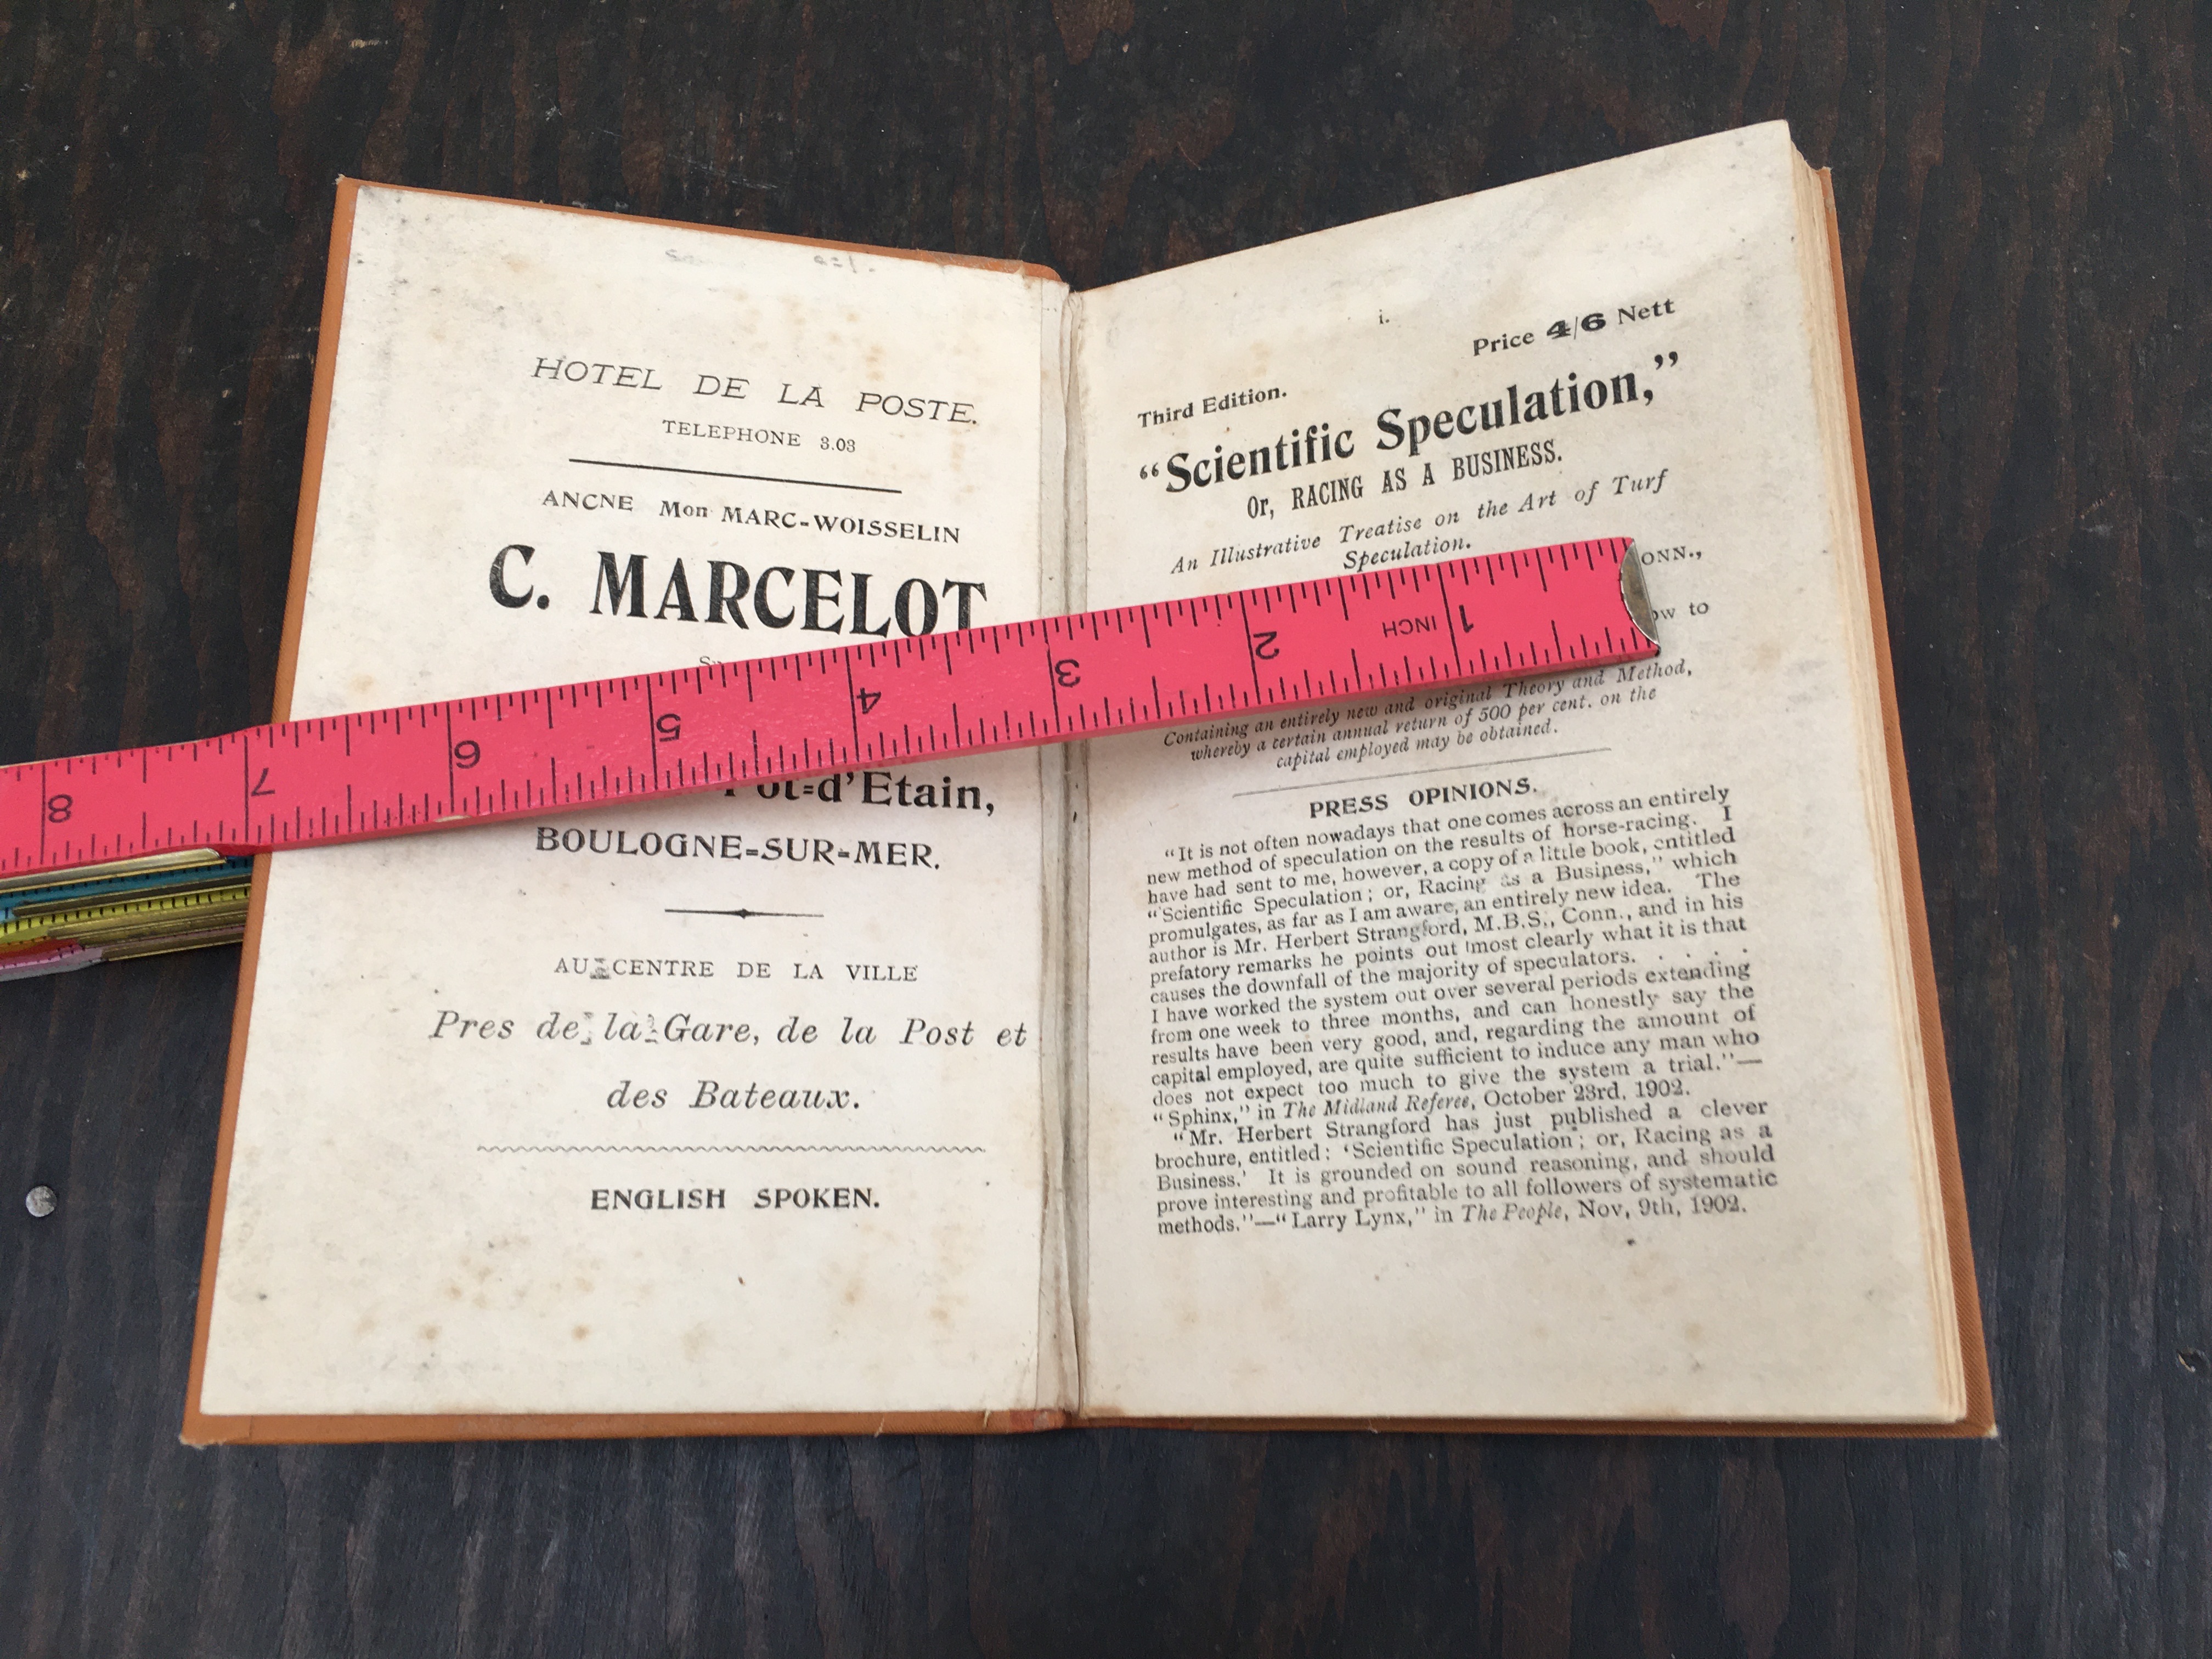 HOTEL DE LA POSTE.
TELEPHONE 3.03
ANCNE Mon MARC-WOISSELIN
C. MARCELOT
Pot-d'Etain,
BOULOGNE-SUR-MER.
AU CENTRE DE LA VILLE
Pres de la Gare, de la Post et
des Bateaux.
ENGLISH SPOKEN.
i.
Price 4/6 Nett
Third Edition.
"Scientific Speculation,"
Or, RACING AS A BUSINESS.
An Illustrative Treatise on the Art of Turf
Speculation.
ONN.,
ow to
Containing an entirely new and original Theory and Method,
whereby a certain annual return of 500 per cent. on the
capital employed may be obtained.
PRESS OPINIONS.
"It is not often nowadays that one comes across an entirely
new method of speculation on the results of horse-racing. I
have had sent to me, however, a copy of a little book, entitled
"Scientific Speculation; or, Racing as a Business," which
promulgates, as far as I am aware, an entirely new idea. The
author is Mr. Herbert Strangford, M.B.S., Conn., and in his
prefatory remarks he points out most clearly what it is that
causes the downfall of the majority of speculators. . . . .
I have worked the system out over several periods extending
from one week to three months, and can honestly say the
results have been very good, and, regarding the amount of
capital employed, are quite sufficient to induce any man who
does not expect too much to give the system a trial."—
"Sphinx," in The Midland Referee, October 23rd, 1902.
"Mr. Herbert Strangford has just published a clever
brochure, entitled: 'Scientific Speculation; or, Racing as a
Business.' It is grounded on sound reasoning, and should
prove interesting and profitable to all followers of systematic
methods."—"Larry Lynx," in The People, Nov, 9th, 1902.
1
INCH
2
3
4
5
6
7
8